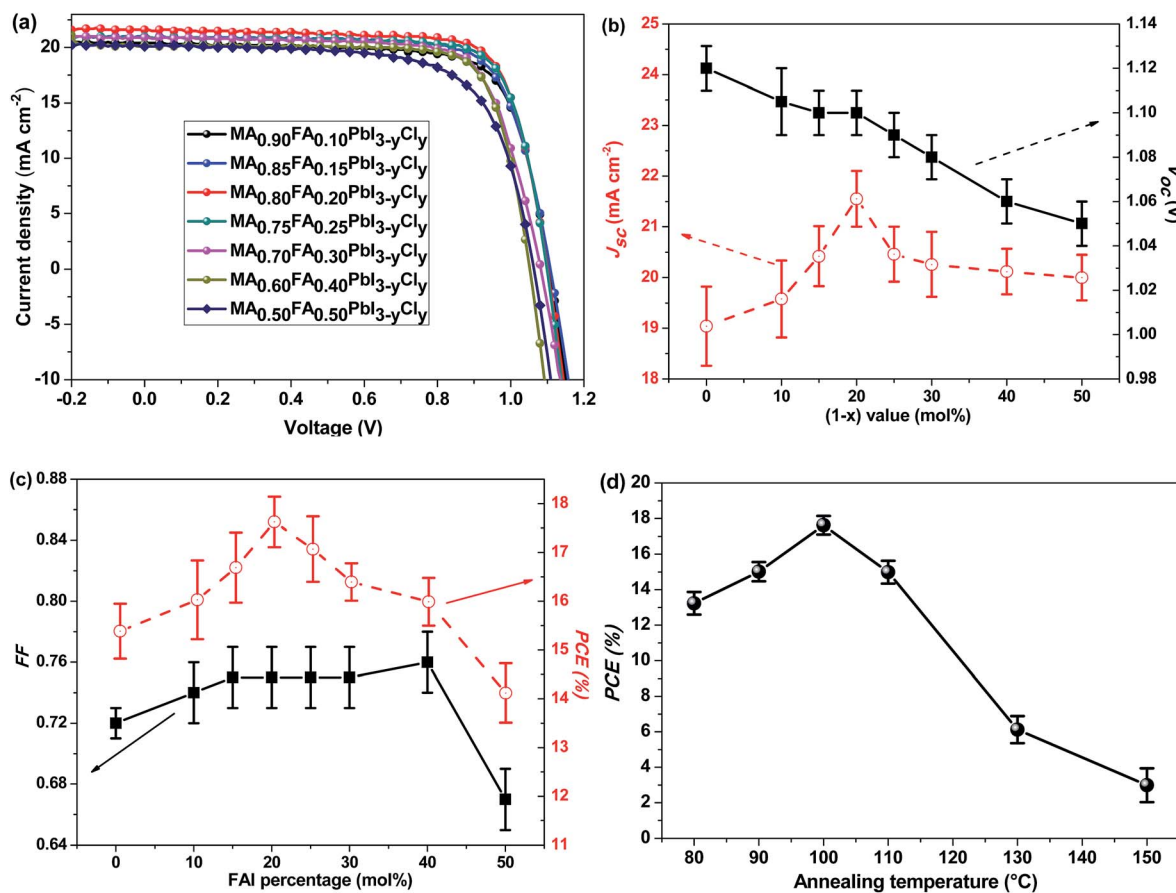 (a)
Current density (mA cm-2)
25
20
15
10
5
0
-5
-10
MA0.90FA0.10PbI3-yCly
MA0.85FA0.15PbI3-yCly
MA0.80FA0.20PbI3-yCly
MA0.75FA0.25PbI3-yCly
MA0.70FA0.30PbI3-yCly
MA0.60FA0.40PbI3-yCly
MA0.50FA0.50PbI3-yCly
-0.2 0.0 0.2 0.4 0.6 0.8 1.0 1.2
Voltage (V)
(b)
Jsc (mA cm-2)
25
24
23
22
21
20
19
18
1.14
1.12
1.10
1.08
1.06
1.04
1.02
1.00
0.98
Voc (V)
0 10 20 30 40 50
(1-x) value (mol%)
(c)
FF
0.88
0.84
0.80
0.76
0.72
0.68
0.64
18
17
16
15
14
13
12
11
PCE (%)
0 10 20 30 40 50
FAI percentage (mol%)
(d)
PCE (%)
20
18
16
14
12
10
8
6
4
2
0
80 90 100 110 120 130 140 150
Annealing temperature (°C)